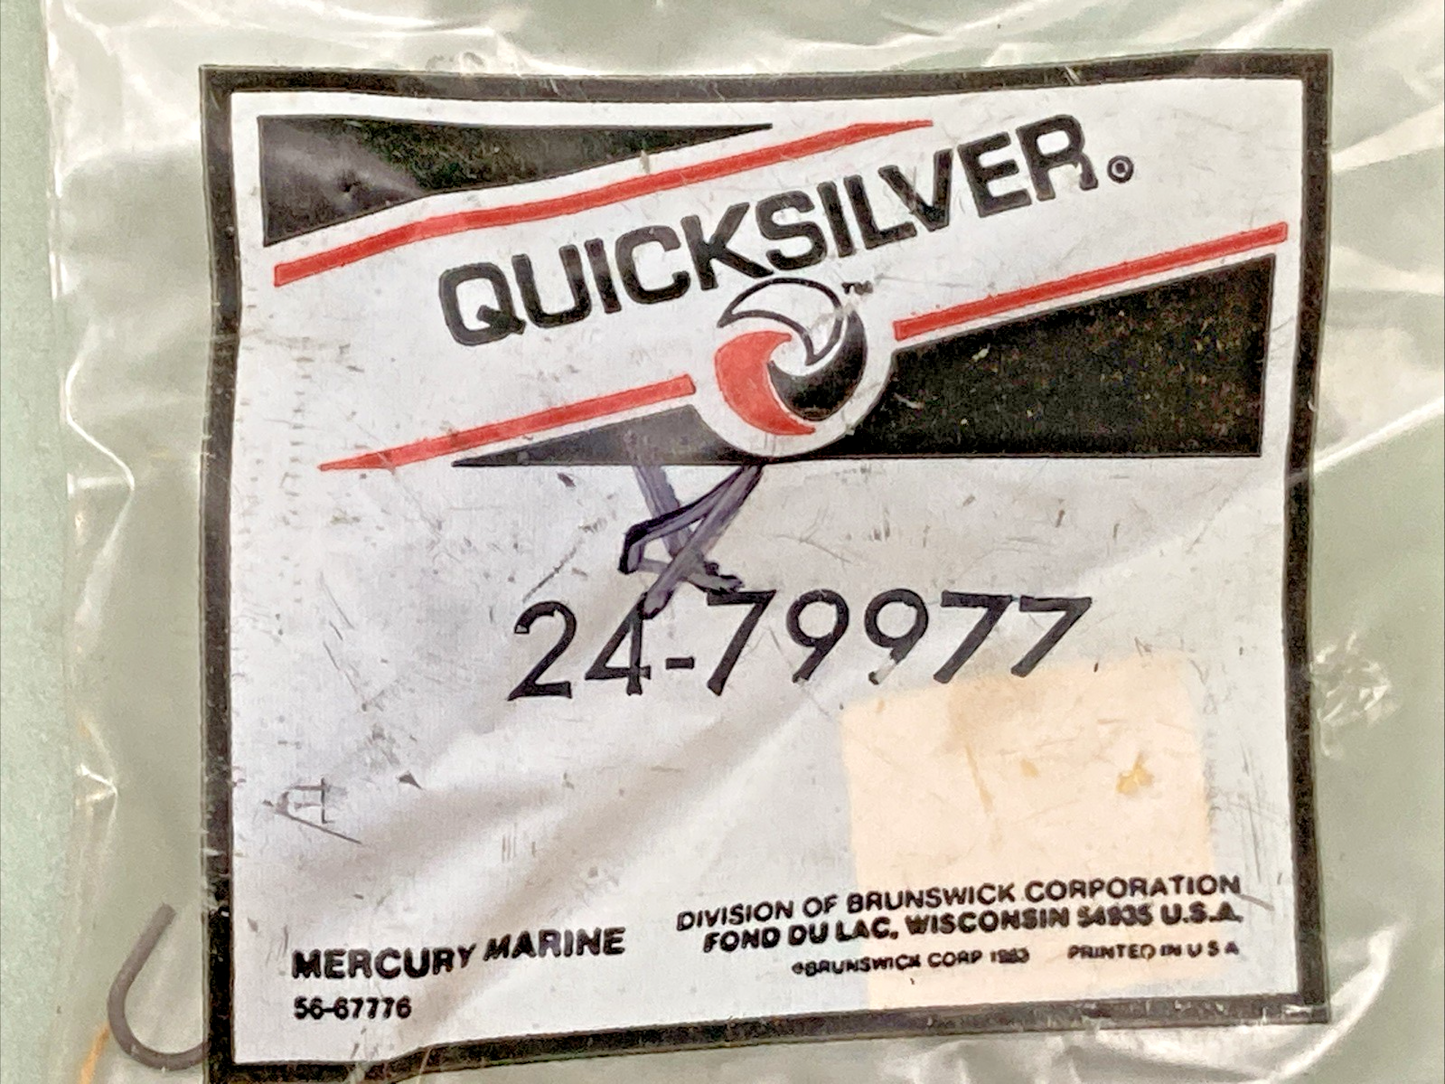 QUICKSILVER®
TM
24-79977
MERCURY MARINE
56-67776
DIVISION OF BRUNSWICK CORPORATION
FOND DU LAC, WISCONSIN 54935 U.S.A.
©BRUNSWICK CORP 1983 PRINTED IN U S A